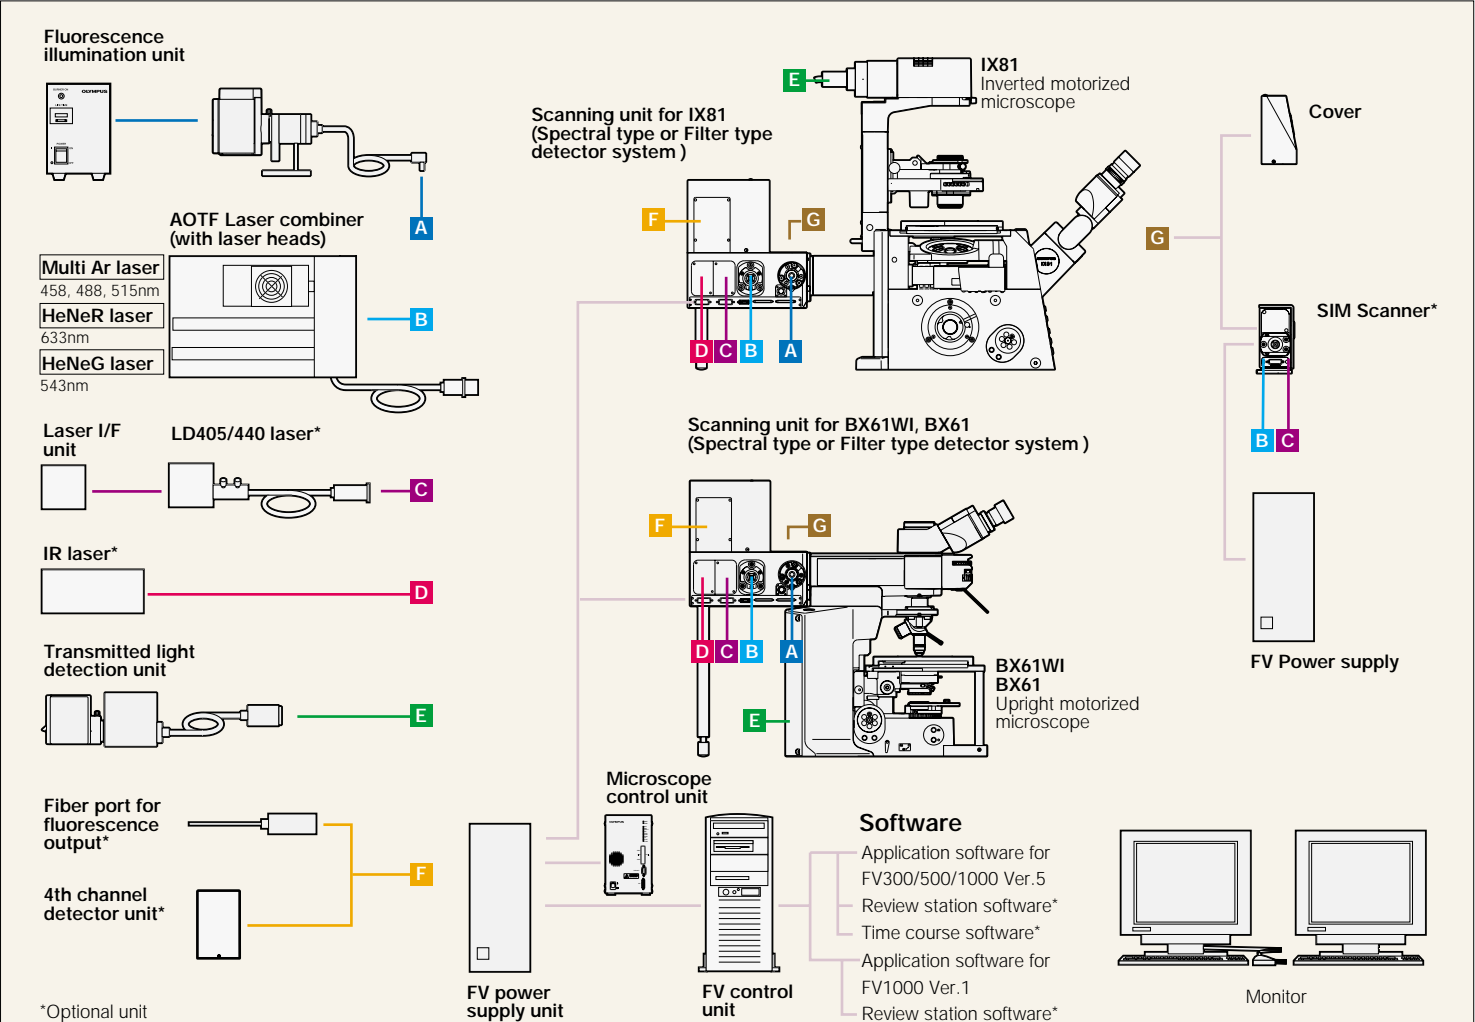 Fluorescence
illumination unit
OLYMPUS
A
AOTF Laser combiner
(with laser heads)
Multi Ar laser
458, 488, 515nm
HeNeR laser
633nm
HeNeG laser
543nm
B
Laser I/F
unit
LD405/440 laser*
C
IR laser*
D
Transmitted light
detection unit
E
Fiber port for
fluorescence
output*
4th channel
detector unit*
F
*Optional unit
Scanning unit for IX81
(Spectral type or Filter type
detector system )
E
IX81
Inverted motorized
microscope
F
G
D C B A
IX81
Scanning unit for BX61WI, BX61
(Spectral type or Filter type detector system )
F
G
D C B A
E
BX61WI
BX61
Upright motorized
microscope
Cover
G
SIM Scanner*
B C
FV Power supply
Microscope
control unit
FV power
supply unit
FV control
unit
Software
Application software for
FV300/500/1000 Ver.5
Review station software*
Time course software*
Application software for
FV1000 Ver.1
Review station software*
Monitor